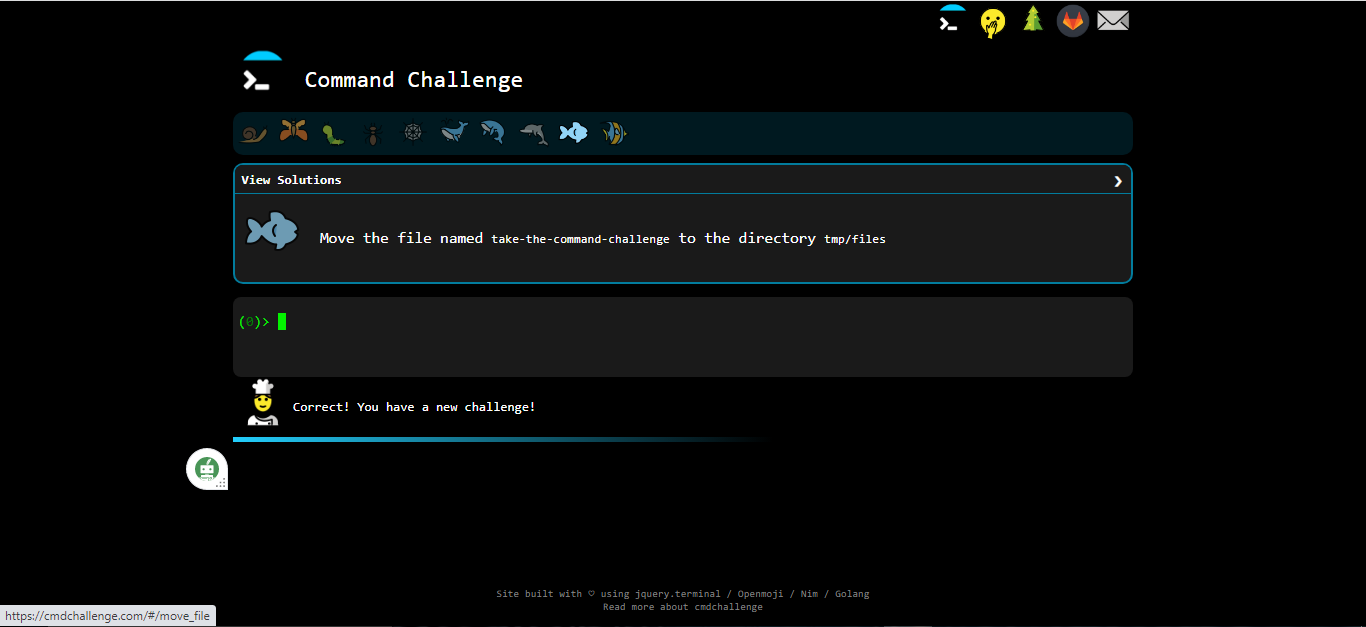 Command Challenge
View Solutions
Move the file named take-the-command-challenge to the directory tmp/files
(0)>
Correct! You have a new challenge!
Site built with ♡ using jquery.terminal / Openmoji / Nim / Golang
Read more about cmdchallenge
https://cmdchallenge.com/#/move_file